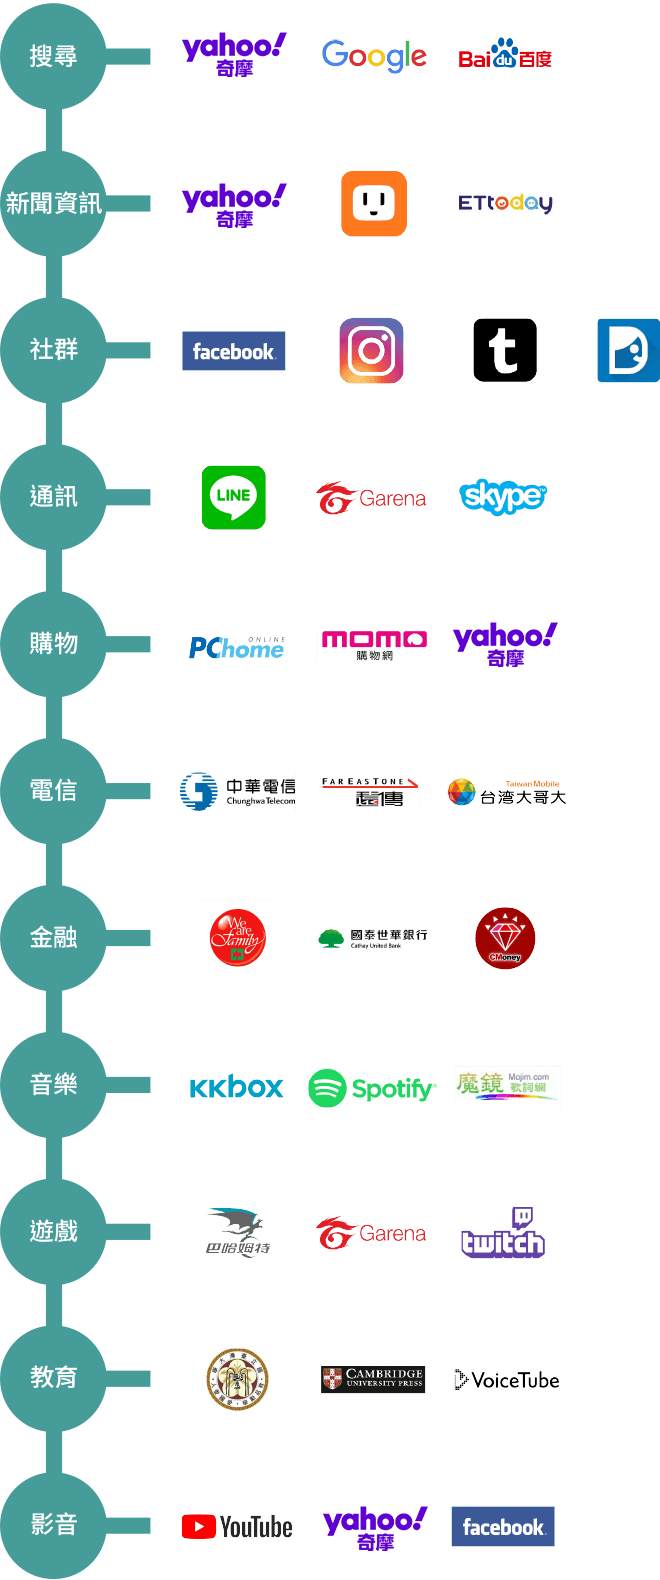 搜尋
yahoo!
奇摩
Google
Bai du 百度
新聞資訊
yahoo!
奇摩
ETtoday
社群
facebook
t
D
通訊
LINE
Garena
skype
購物
PChome
ONLINE
momo
購物網
yahoo!
奇摩
電信
中華電信
Chunghwa Telecom
FAREASTONE
遠傳
Taiwan Mobile
台湾大哥大
金融
We are Family
國泰世華銀行
Cathay United Bank
CMoney
音樂
KKBOX
Spotify
魔鏡
Mojim.com
歌詞網
遊戲
巴哈姆特
Garena
twitch
教育
CAMBRIDGE
UNIVERSITY PRESS
VoiceTube
影音
YouTube
yahoo!
奇摩
facebook